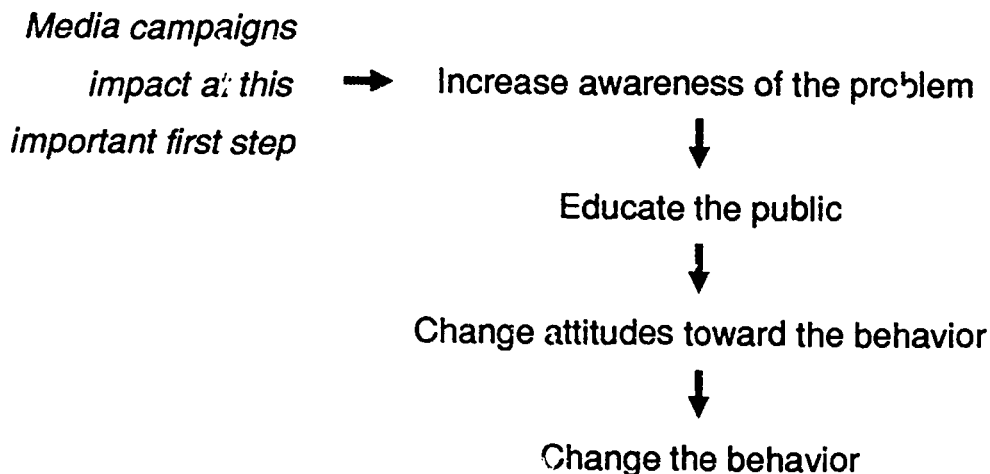 Media campaigns
impact at this
important first step
Increase awareness of the problem
Educate the public
Change attitudes toward the behavior
Change the behavior